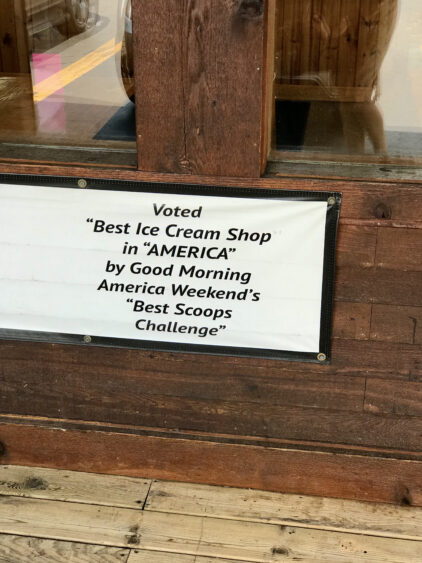 Voted
“Best Ice Cream Shop
in “AMERICA”
by Good Morning
America Weekend’s
“Best Scoops
Challenge”